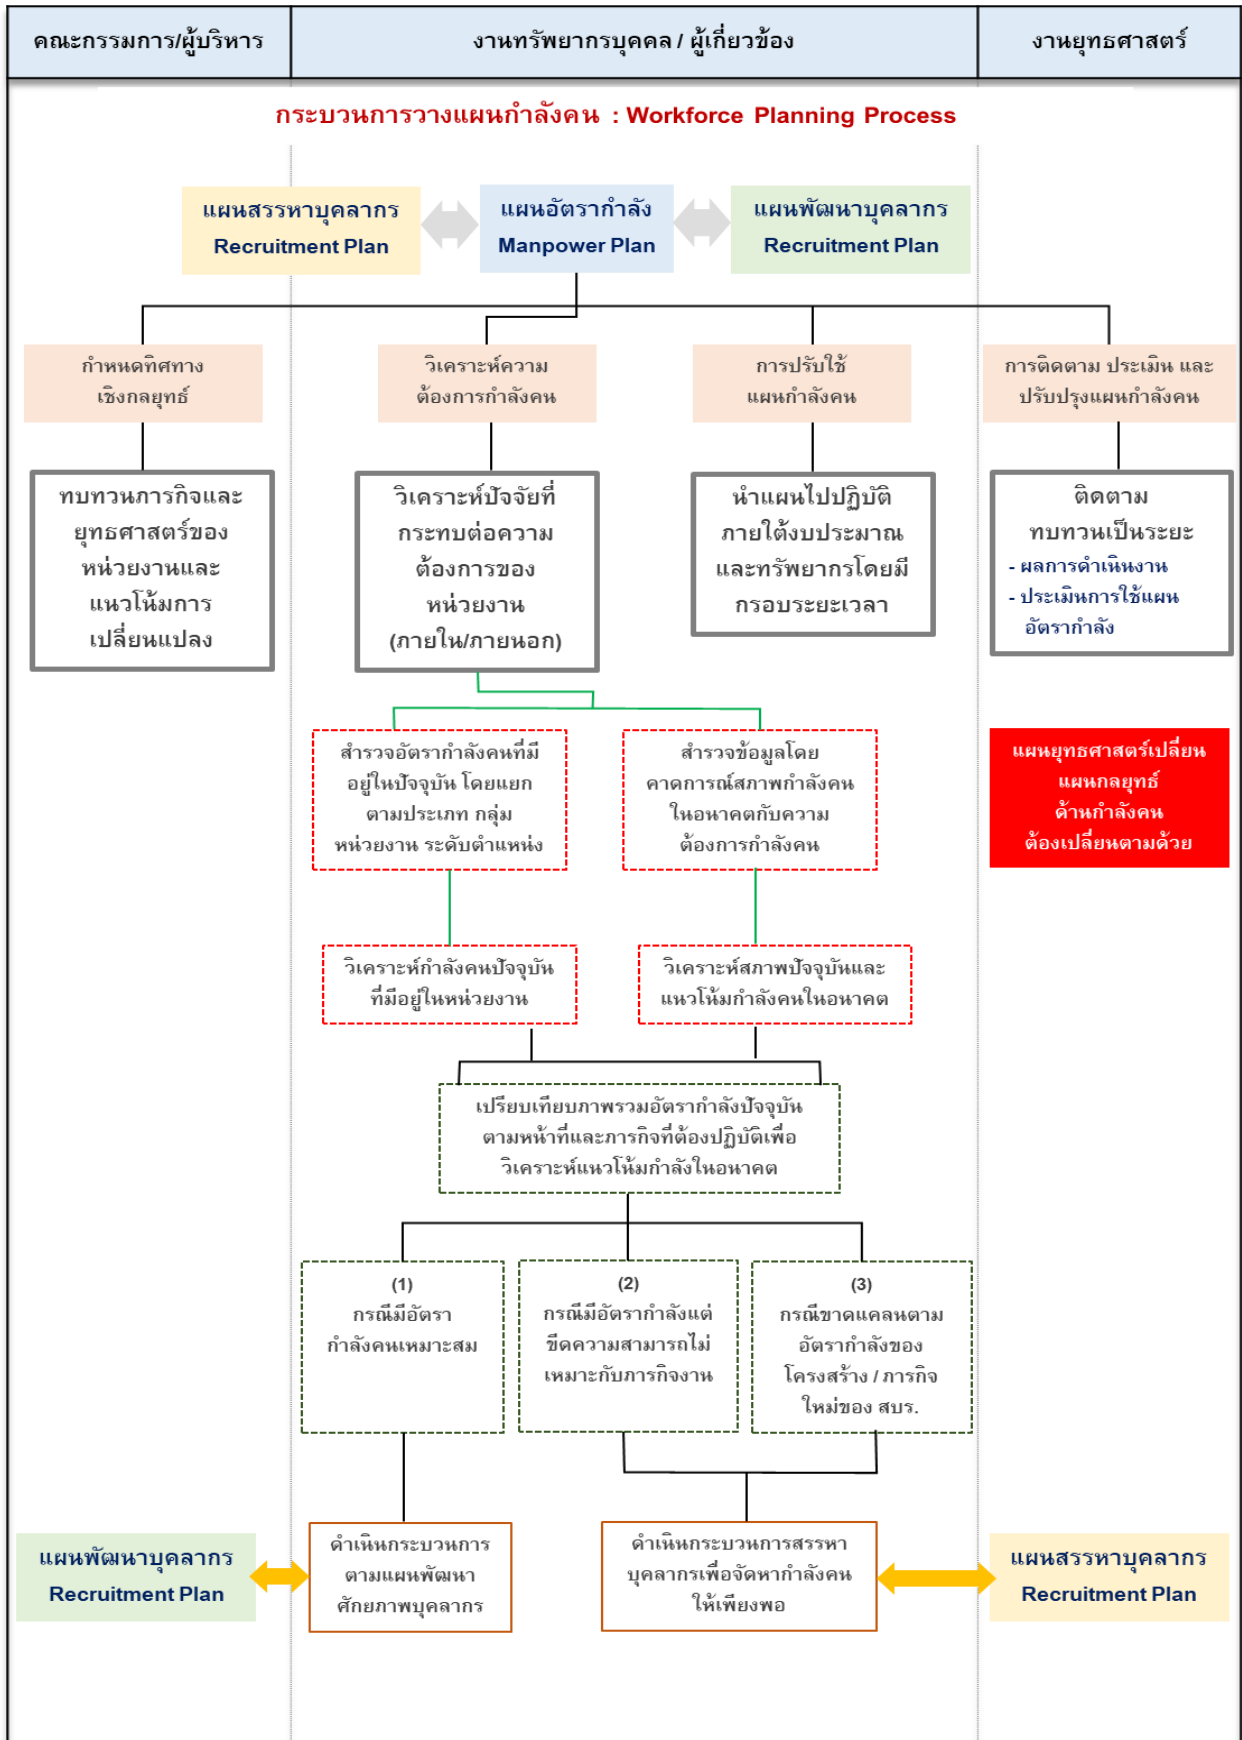 คณะกรรมการ/ผู้บริหาร
งานทรัพยากรบุคคล / ผู้เกี่ยวข้อง
งานยุทธศาสตร์
กระบวนการวางแผนกำลังคน : Workforce Planning Process
แผนสรรหาบุคลากร
Recruitment Plan
แผนอัตรากำลัง
Manpower Plan
แผนพัฒนาบุคลากร
Recruitment Plan
กำหนดทิศทาง
เชิงกลยุทธ์
วิเคราะห์ความ
ต้องการกำลังคน
การปรับใช้
แผนกำลังคน
การติดตาม ประเมิน และ
ปรับปรุงแผนกำลังคน
ทบทวนภารกิจและ
ยุทธศาสตร์ของ
หน่วยงานและ
แนวโน้มการ
เปลี่ยนแปลง
วิเคราะห์ปัจจัยที่
กระทบต่อความ
ต้องการของ
หน่วยงาน
(ภายใน/ภายนอก)
นำแผนไปปฏิบัติ
ภายใต้งบประมาณ
และทรัพยากรโดยมี
กรอบระยะเวลา
ติดตาม
ทบทวนเป็นระยะ
- ผลการดำเนินงาน
- ประเมินการใช้แผน
อัตรากำลัง
สำรวจอัตรากำลังคนที่มี
อยู่ในปัจจุบัน โดยแยก
ตามประเภท กลุ่ม
หน่วยงาน ระดับตำแหน่ง
สำรวจข้อมูลโดย
คาดการณ์สภาพกำลังคน
ในอนาคตกับความ
ต้องการกำลังคน
แผนยุทธศาสตร์เปลี่ยน
แผนกลยุทธ์
ด้านกำลังคน
ต้องเปลี่ยนตามด้วย
วิเคราะห์กำลังคนปัจจุบัน
ที่มีอยู่ในหน่วยงาน
วิเคราะห์สภาพปัจจุบันและ
แนวโน้มกำลังคนในอนาคต
เปรียบเทียบภาพรวมอัตรากำลังปัจจุบัน
ตามหน้าที่และภารกิจที่ต้องปฏิบัติเพื่อ
วิเคราะห์แนวโน้มกำลังในอนาคต
(1)
กรณีมีอัตรา
กำลังคนเหมาะสม
(2)
กรณีมีอัตรากำลังแต่
ขีดความสามารถไม่
เหมาะกับภารกิจงาน
(3)
กรณีขาดแคลนตาม
อัตรากำลังของ
โครงสร้าง / ภารกิจ
ใหม่ของ สบร.
แผนพัฒนาบุคลากร
Recruitment Plan
ดำเนินกระบวนการ
ตามแผนพัฒนา
ศักยภาพบุคลากร
ดำเนินกระบวนการสรรหา
บุคลากรเพื่อจัดหากำลังคน
ให้เพียงพอ
แผนสรรหาบุคลากร
Recruitment Plan